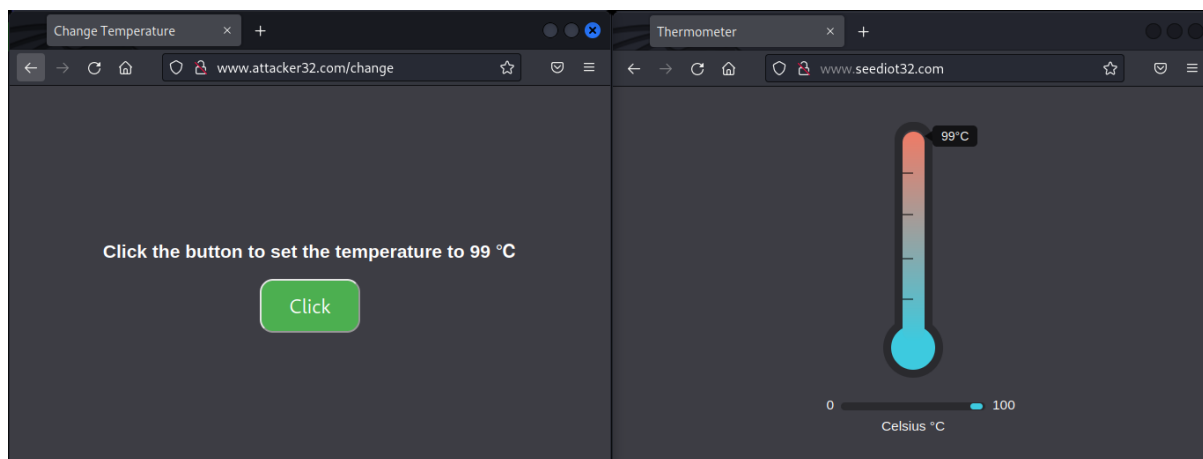 Change Temperature
www.attacker32.com/change
Click the button to set the temperature to 99 °C
Click
Thermometer
www.seediot32.com
99°C
0 100
Celsius °C